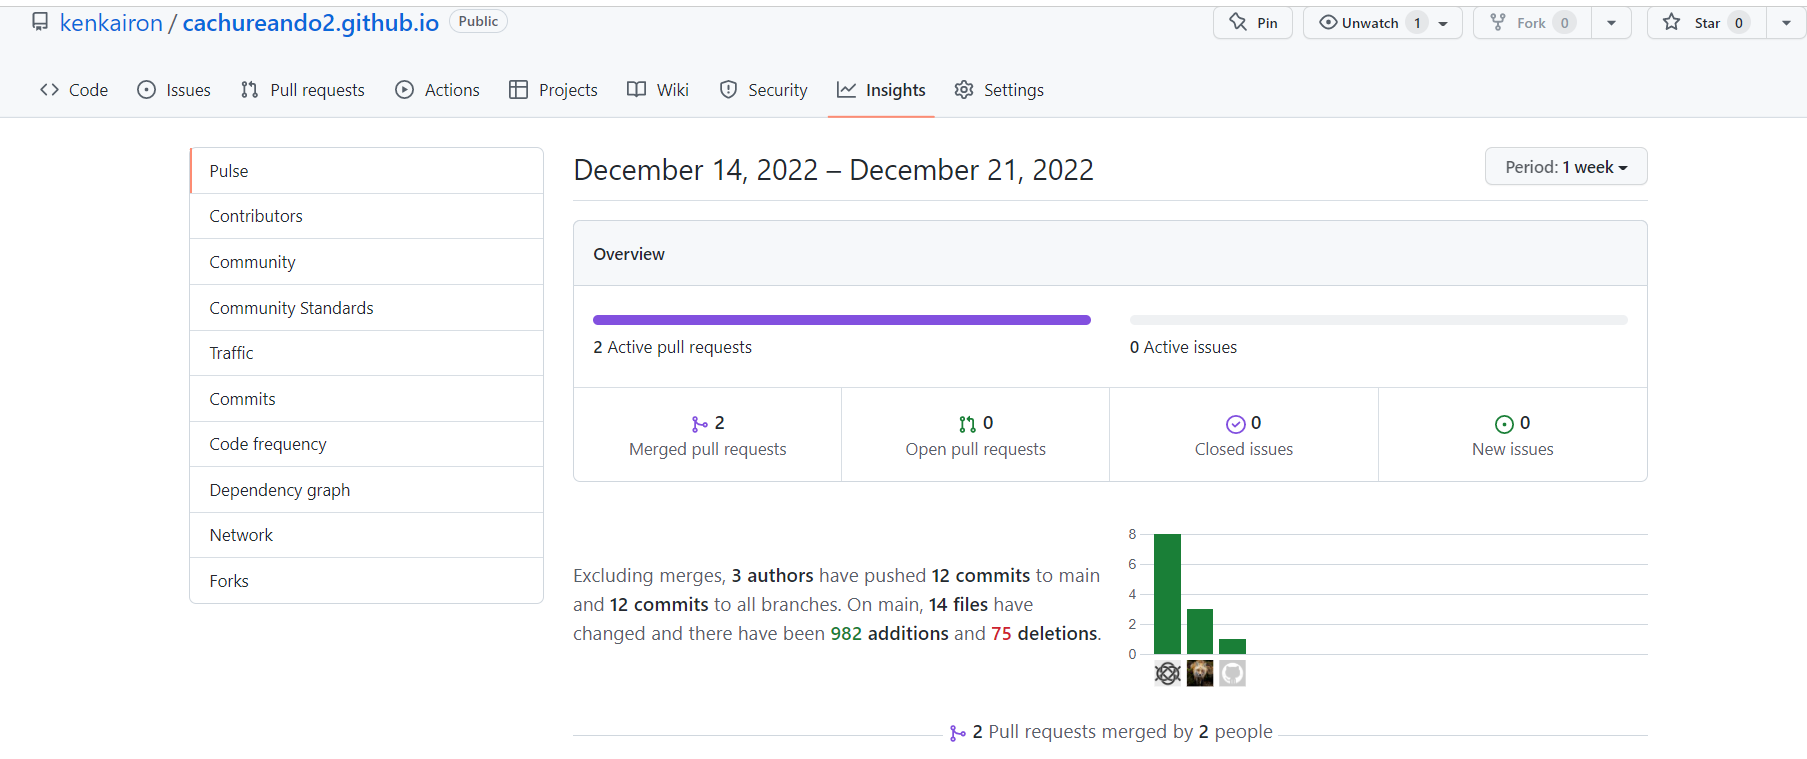 kenkairon / cachureando2.github.io Public
Pin
Unwatch 1
Fork 0
Star 0
Code Issues Pull requests Actions Projects Wiki Security Insights Settings
Pulse
Contributors
Community
Community Standards
Traffic
Commits
Code frequency
Dependency graph
Network
Forks
December 14, 2022 – December 21, 2022
Period: 1 week
Overview
2 Active pull requests
0 Active issues
2
Merged pull requests
0
Open pull requests
0
Closed issues
0
New issues
Excluding merges, 3 authors have pushed 12 commits to main
and 12 commits to all branches. On main, 14 files have
changed and there have been 982 additions and 75 deletions.
8
6
4
2
0
2 Pull requests merged by 2 people